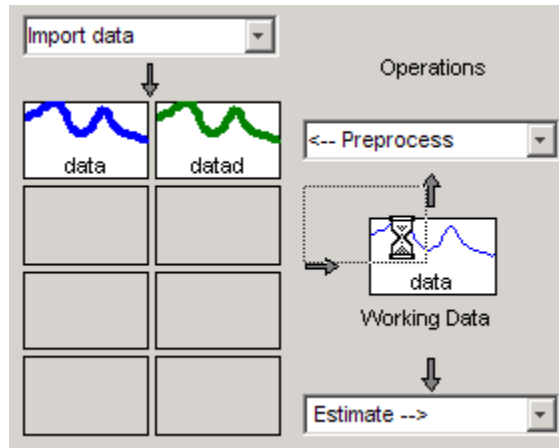 Import data
Operations
data
datad
<-- Preprocess
data
Working Data
Estimate -->